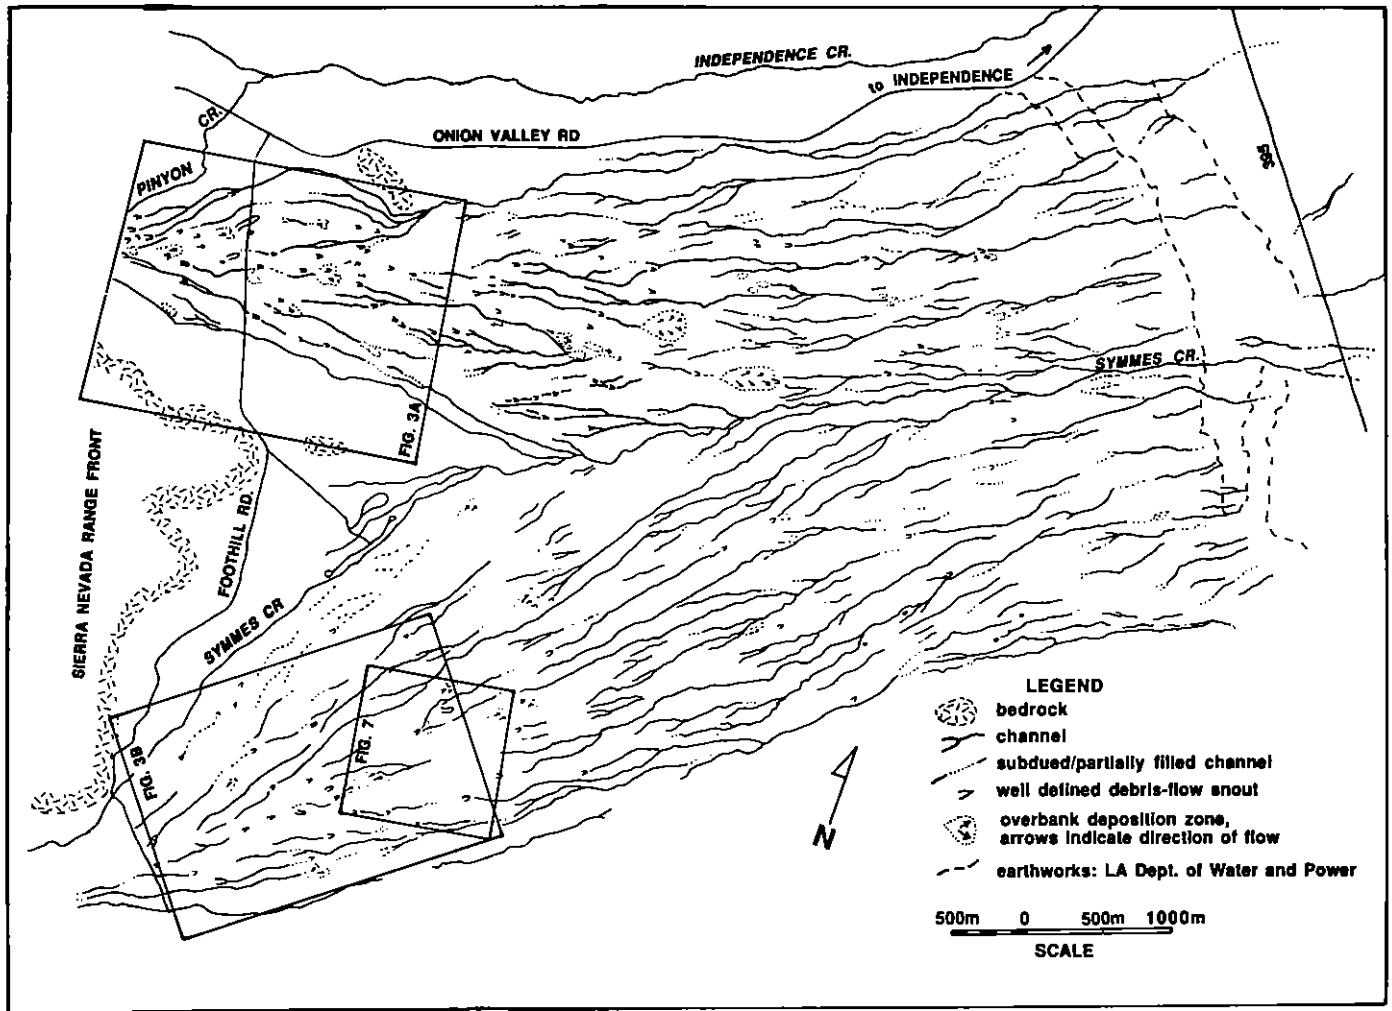 INDEPENDENCE CR.
to INDEPENDENCE
ONION VALLEY RD
PINYON CR.
395
SYMMES CR.
FIG. 3A
SIERRA NEVADA RANGE FRONT
FOOTHILL RD.
SYMMES CR
FIG. 7
FIG. 3B
N
LEGEND
bedrock
channel
subdued/partially filled channel
well defined debris-flow snout
overbank deposition zone,
arrows indicate direction of flow
earthworks: LA Dept. of Water and Power
500m 0 500m 1000m
SCALE